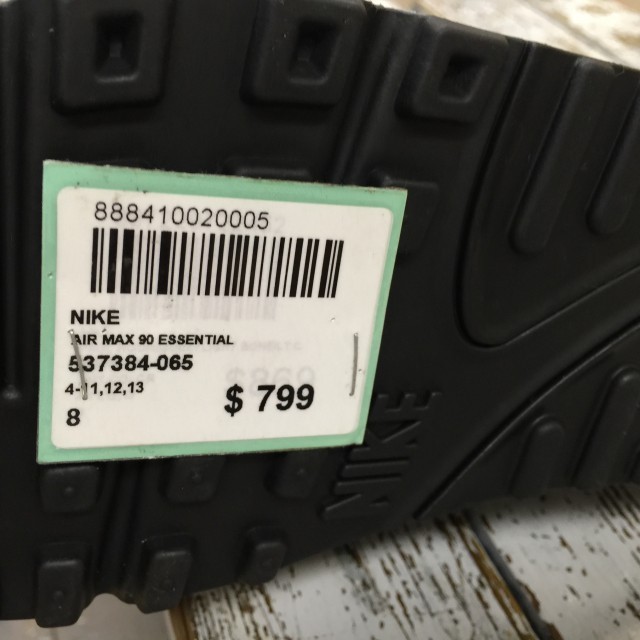 888410020005
NIKE
AIR MAX 90 ESSENTIAL
537384-065
4-11,12,13
$ 799
8
NIKE